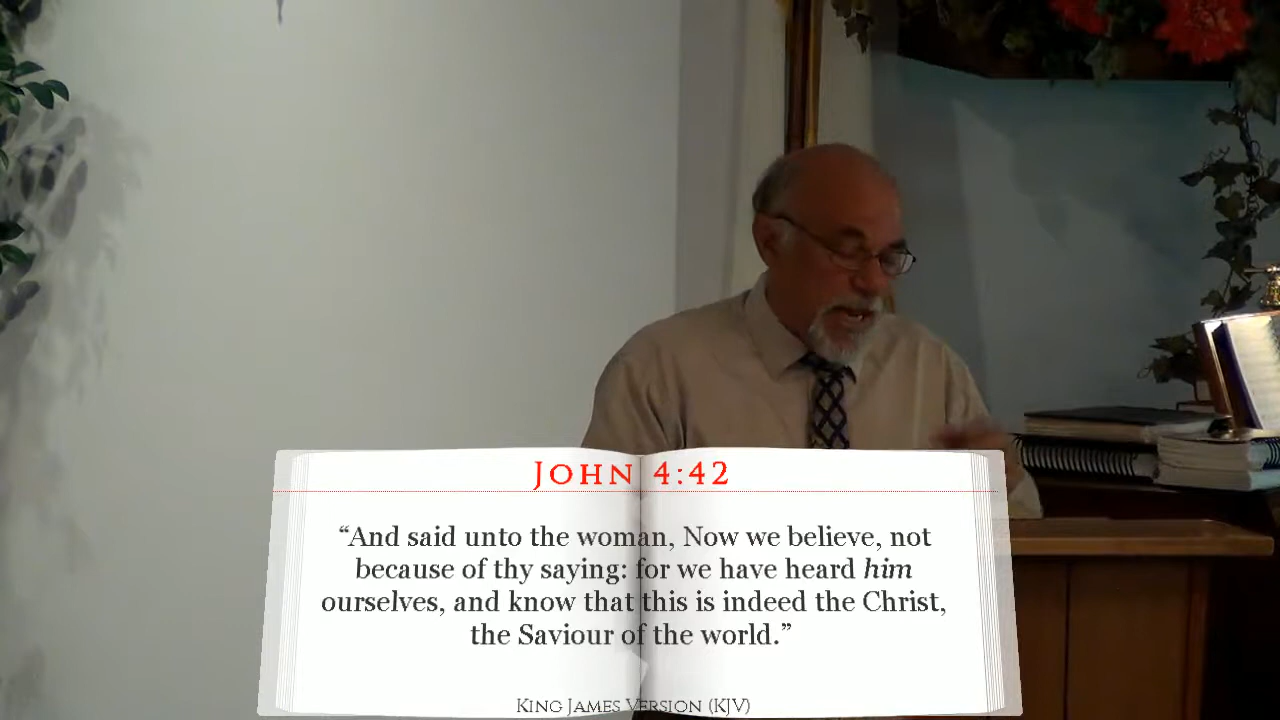 JOHN 4:42
“And said unto the woman, Now we believe, not
because of thy saying: for we have heard him
ourselves, and know that this is indeed the Christ,
the Saviour of the world.”
KING JAMES VERSION (KJV)